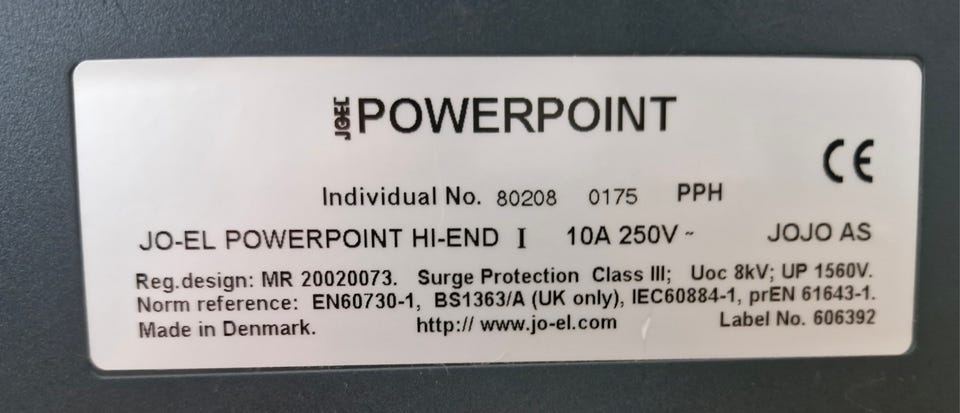 JO-EL POWERPOINT
CE
Individual No. 80208 0175 PPH
JO-EL POWERPOINT HI-END I 10A 250V~ JOJO AS
Reg.design: MR 20020073. Surge Protection Class III; Uoc 8kV; UP 1560V.
Norm reference: EN60730-1, BS1363/A (UK only), IEC60884-1, prEN 61643-1.
Made in Denmark. http:// www.jo-el.com Label No. 606392